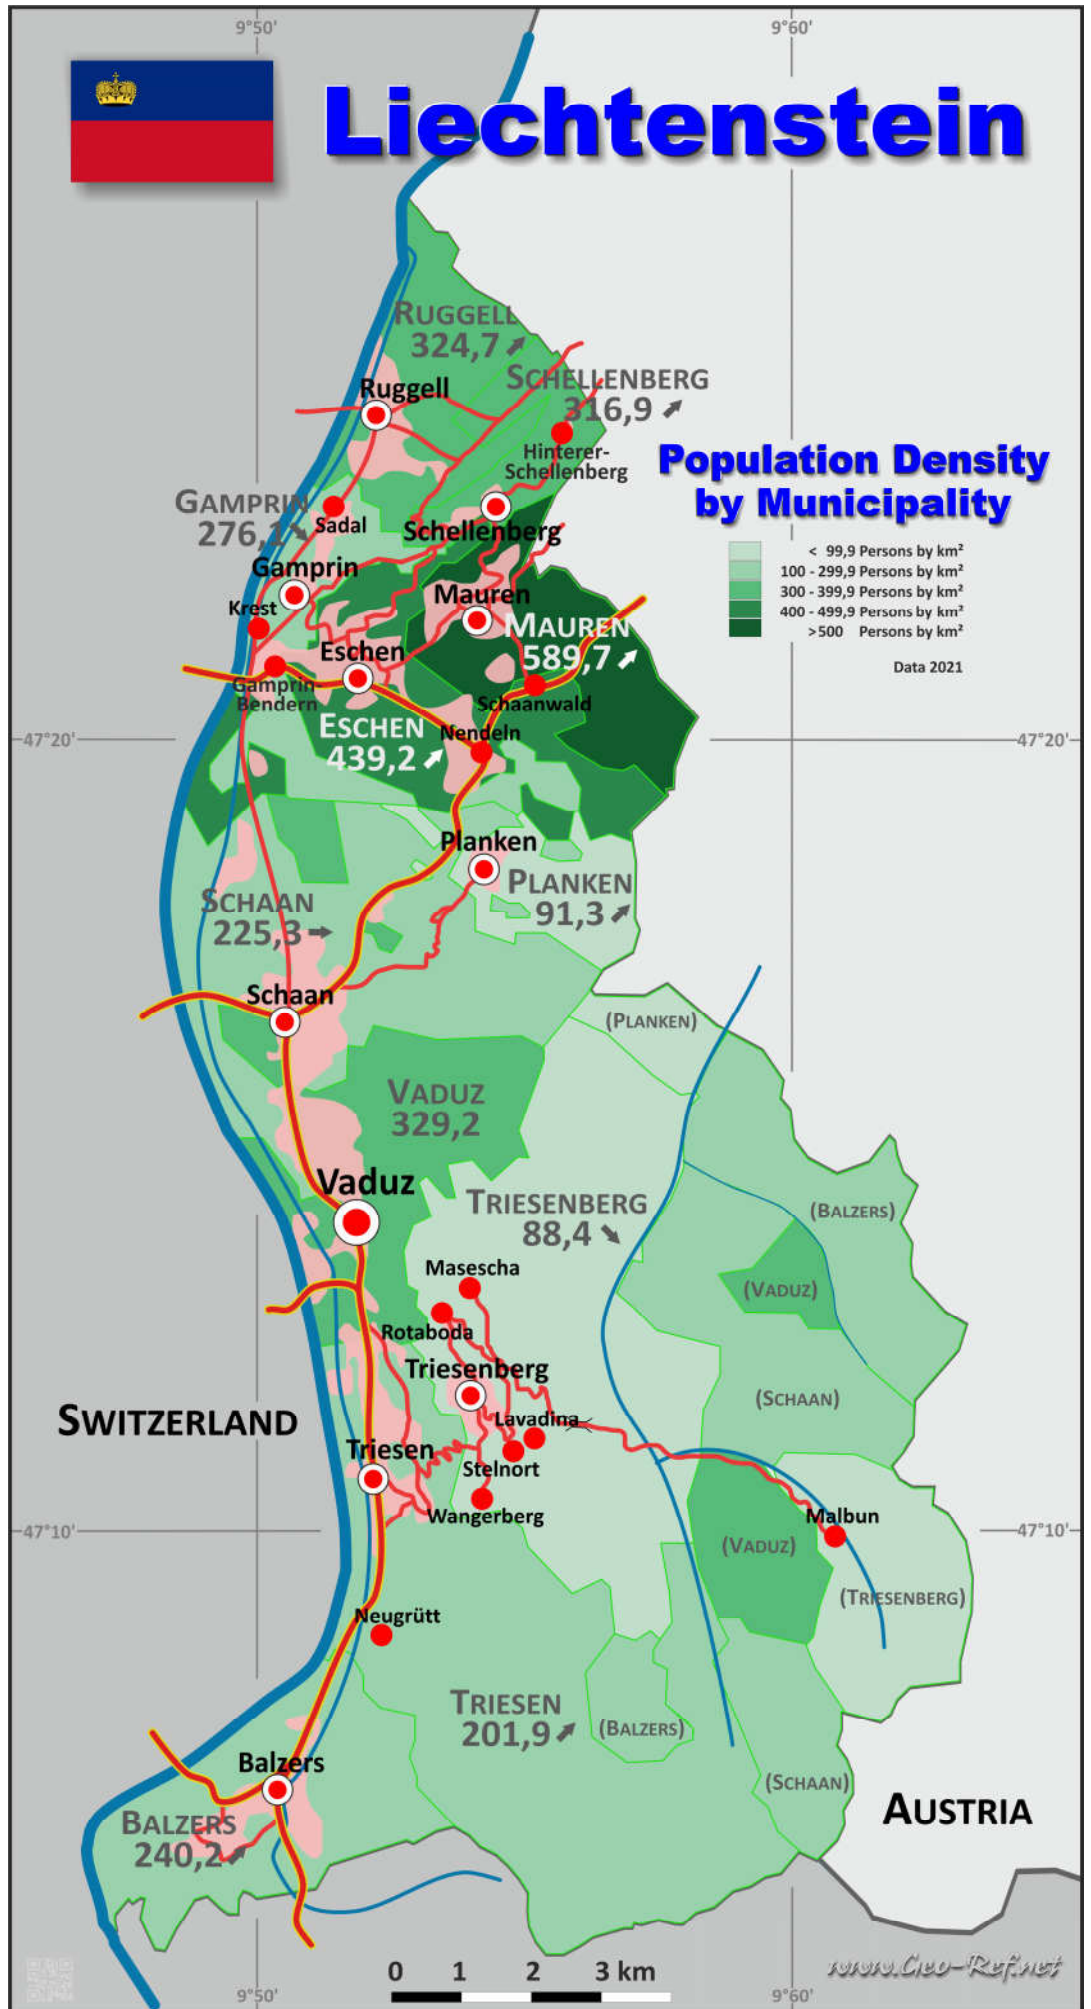 9°50'
9°60'
Liechtenstein
RUGGELL
324,7
Ruggell
SCHELLENBERG
316,9
Hinterer-
Schellenberg
Population Density
by Municipality
GAMPRIN
276,1
Sadal
Schellenberg
< 99,9 Persons by km²
100 - 299,9 Persons by km²
300 - 399,9 Persons by km²
400 - 499,9 Persons by km²
>500 Persons by km²
Data 2021
Gamprin
Krest
Mauren
MAUREN
589,7
Eschen
Gamprin-
Bendern
Schaanwald
ESCHEN
439,2
Nendeln
47°20'
47°20'
Planken
PLANKEN
91,3
SCHAAN
225,3
Schaan
(PLANKEN)
VADUZ
329,2
Vaduz
TRIESENBERG
88,4
(BALZERS)
Masescha
(VADUZ)
Rotaboda
Triesenberg
(SCHAAN)
SWITZERLAND
Lavadina
Triesen
Stelnort
Wangerberg
Malbun
47°10'
47°10'
(VADUZ)
(TRIESENBERG)
Neugrütt
TRIESEN
201,9
(BALZERS)
Balzers
(SCHAAN)
BALZERS
240,2
AUSTRIA
0 1 2 3 km
www.Geo-Ref.net
9°50'
9°60'